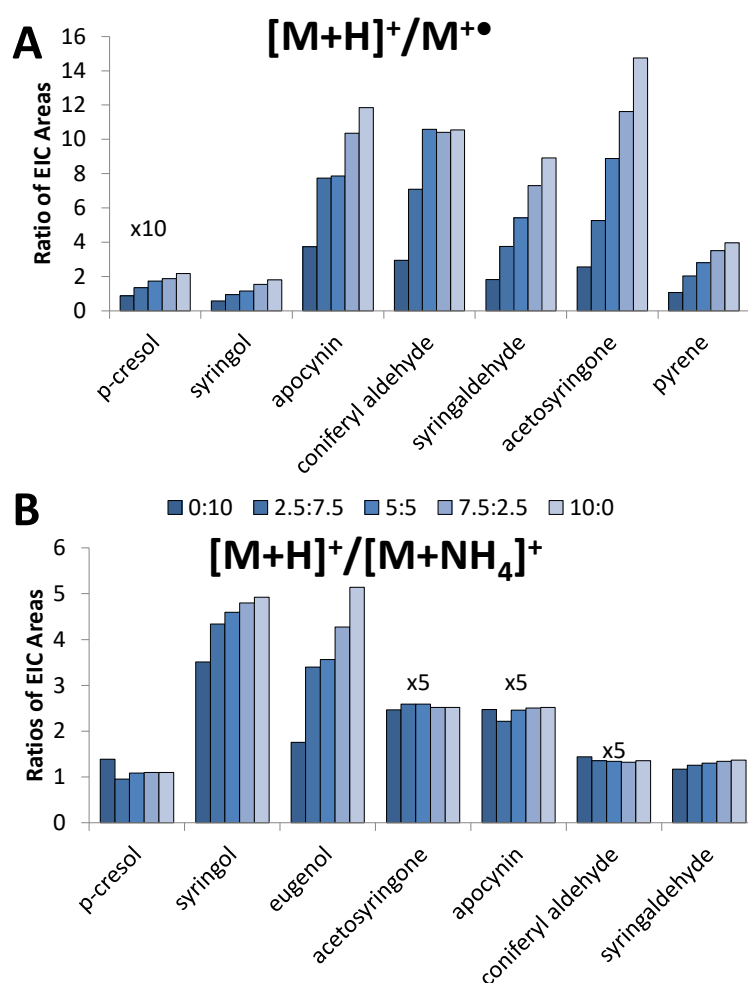 A
[M+H]⁺/M⁺●
Ratio of EIC Areas
16
14
12
10
8
6
4
2
0
x10
p-cresol
syringol
apocynin
coniferyl aldehyde
syringaldehyde
acetosyringone
pyrene
B
0:10 2.5:7.5 5:5 7.5:2.5 10:0
[M+H]⁺/[M+NH₄]⁺
Ratios of EIC Areas
6
5
4
3
2
1
0
x5
x5
x5
p-cresol
syringol
eugenol
acetosyringone
apocynin
coniferyl aldehyde
syringaldehyde